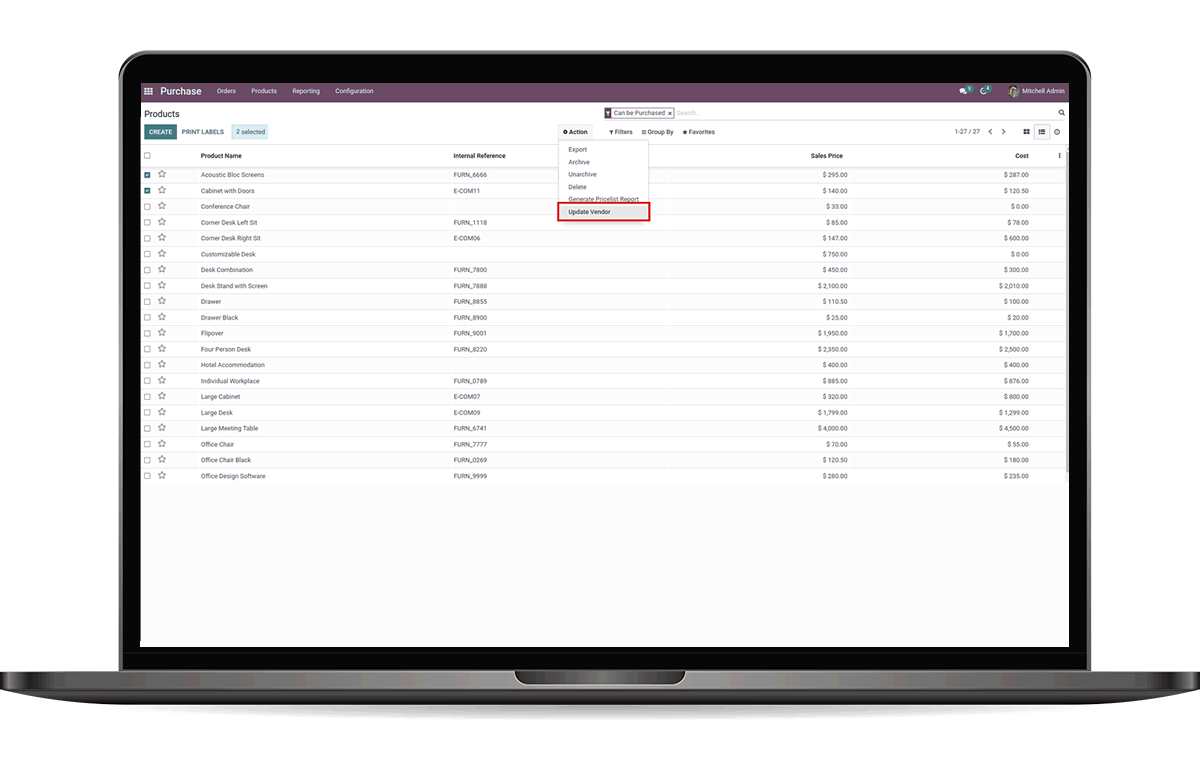 Purchase Orders Products Reporting Configuration 5 4 Mitchell Admin
Products Can be Purchased × Search...
CREATE PRINT LABELS 2 selected Action Filters Group By Favorites 1-27 / 27
Export
Archive
Unarchive
Delete
Generate Pricelist Report
Update Vendor
Product Name Internal Reference Sales Price Cost
Acoustic Bloc Screens FURN_6666 $ 295.00 $ 287.00
Cabinet with Doors E-COM11 $ 140.00 $ 120.50
Conference Chair $ 33.00 $ 0.00
Corner Desk Left Sit FURN_1118 $ 85.00 $ 78.00
Corner Desk Right Sit E-COM06 $ 147.00 $ 600.00
Customizable Desk $ 750.00 $ 0.00
Desk Combination FURN_7800 $ 450.00 $ 300.00
Desk Stand with Screen FURN_7888 $ 2,100.00 $ 2,010.00
Drawer FURN_8855 $ 110.50 $ 100.00
Drawer Black FURN_8900 $ 25.00 $ 20.00
Flipover FURN_9001 $ 1,950.00 $ 1,700.00
Four Person Desk FURN_8220 $ 2,350.00 $ 2,500.00
Hotel Accommodation $ 400.00 $ 400.00
Individual Workplace FURN_0789 $ 885.00 $ 876.00
Large Cabinet E-COM07 $ 320.00 $ 800.00
Large Desk E-COM09 $ 1,799.00 $ 1,299.00
Large Meeting Table FURN_6741 $ 4,000.00 $ 4,500.00
Office Chair FURN_7777 $ 70.00 $ 55.00
Office Chair Black FURN_0269 $ 120.50 $ 180.00
Office Design Software FURN_9999 $ 280.00 $ 235.00